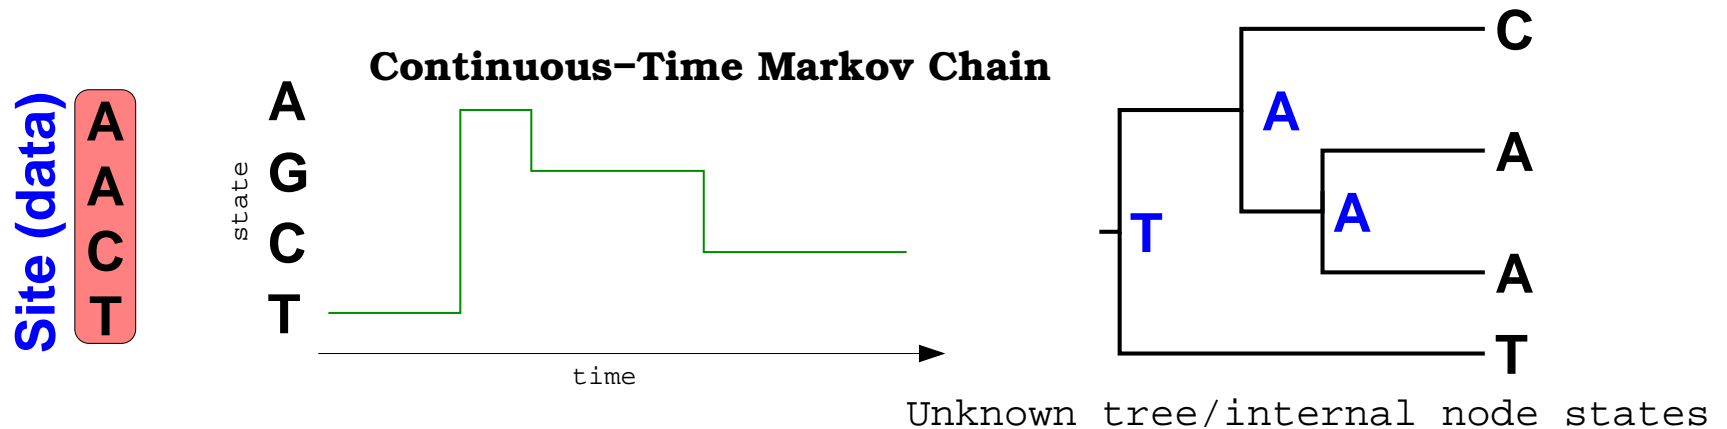 Site (data)
A
A
C
T
Continuous-Time Markov Chain
state
A
G
C
T
time
C
A
A
A
T
A
A
T
Unknown tree/internal node states